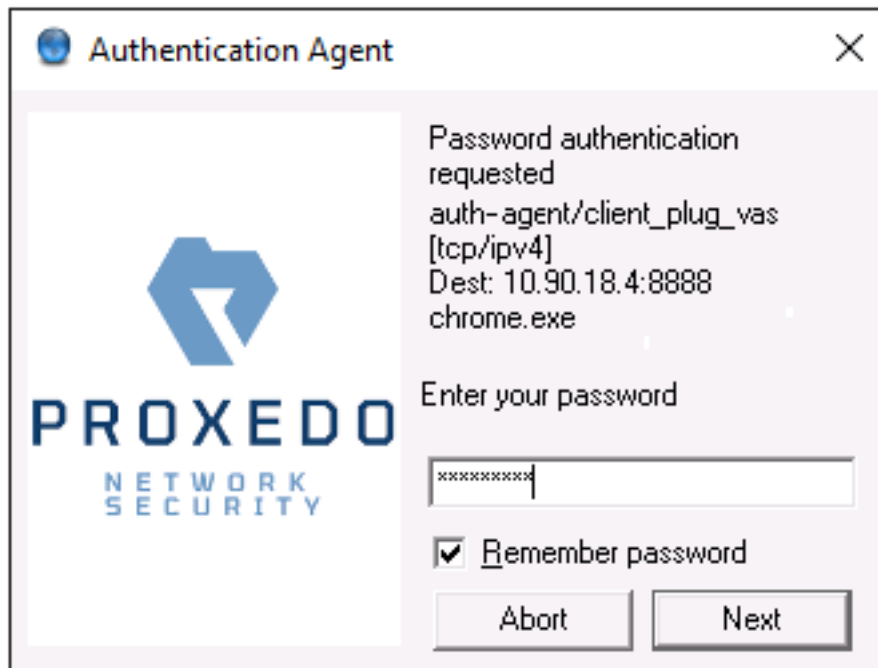 Authentication Agent
Password authentication
requested
auth-agent/client_plug_vas
[tcp/ipv4]
Dest: 10.90.18.4:8888
chrome.exe
PROXEDO
NETWORK
SECURITY
Enter your password
*********
Remember password
Abort
Next